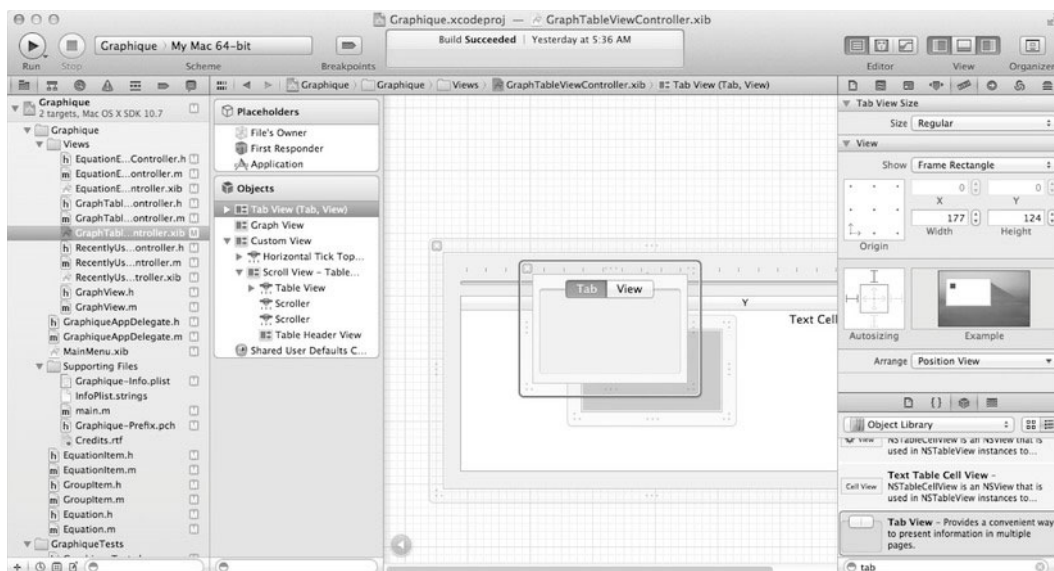 Graphique.xcodeproj — GraphTableViewController.xib
Graphique › My Mac 64-bit
Build Succeeded | Yesterday at 5:36 AM
Run Stop Scheme Breakpoints Editor View Organizer
Graphique › Graphique › Views › GraphTableViewController.xib › Tab View (Tab, View)
Graphique
2 targets, Mac OS X SDK 10.7
Graphique
Views
EquationE...Controller.h
EquationE...ontroller.m
EquationE...ntroller.xib
GraphTabl...ontroller.h
GraphTabl...ontroller.m
GraphTabl...ntroller.xib
RecentlyUs...ontroller.h
RecentlyUs...ntroller.m
RecentlyUs...troller.xib
GraphView.h
GraphView.m
GraphiqueAppDelegate.h
GraphiqueAppDelegate.m
MainMenu.xib
Supporting Files
Graphique-Info.plist
InfoPlist.strings
main.m
Graphique-Prefix.pch
Credits.rtf
EquationItem.h
EquationItem.m
GroupItem.h
GroupItem.m
Equation.h
Equation.m
GraphiqueTests
Placeholders
File's Owner
First Responder
Application
Objects
Tab View (Tab, View)
Graph View
Custom View
Horizontal Tick Top...
Scroll View - Table...
Table View
Scroller
Scroller
Table Header View
Shared User Defaults C...
Tab View
Y
Text Cell
Tab View Size
Size Regular
View
Show Frame Rectangle
0 0
X Y
177 124
Width Height
Origin
Autosizing Example
Arrange Position View
Object Library
View NSTableCellView is an NSView that is
used in NSTableView instances to...
Text Table Cell View -
Cell View NSTableCellView is an NSView that is
used in NSTableView instances to...
Tab View - Provides a convenient way
to present information in multiple
pages.
tab